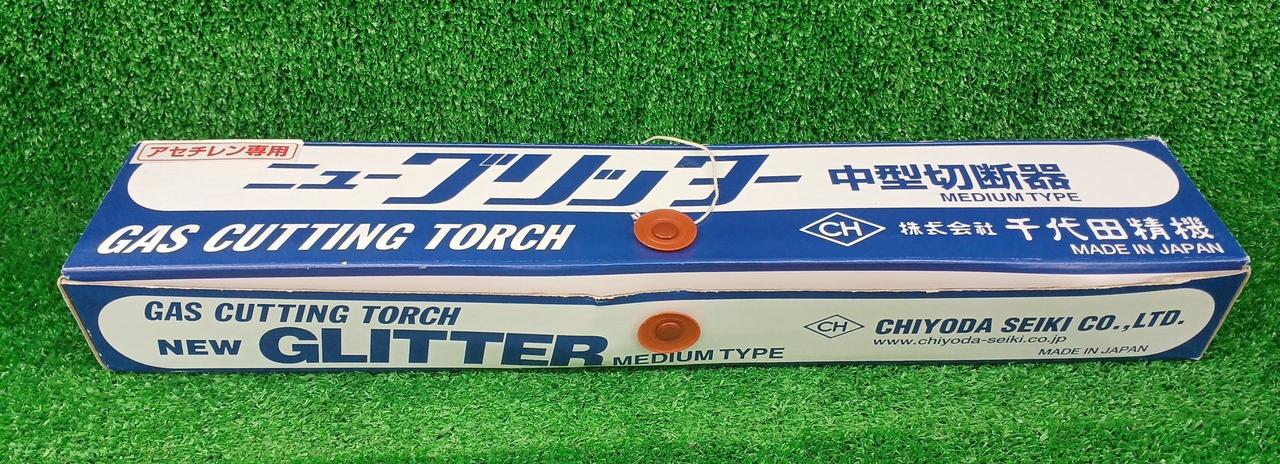 アセチレン専用
ニューグリッター 中型切断器
MEDIUM TYPE
GAS CUTTING TORCH
CH 株式会社 千代田精機
MADE IN JAPAN
GAS CUTTING TORCH
NEW GLITTER MEDIUM TYPE
CH CHIYODA SEIKI CO.,LTD.
www.chiyoda-seiki.co.jp
MADE IN JAPAN